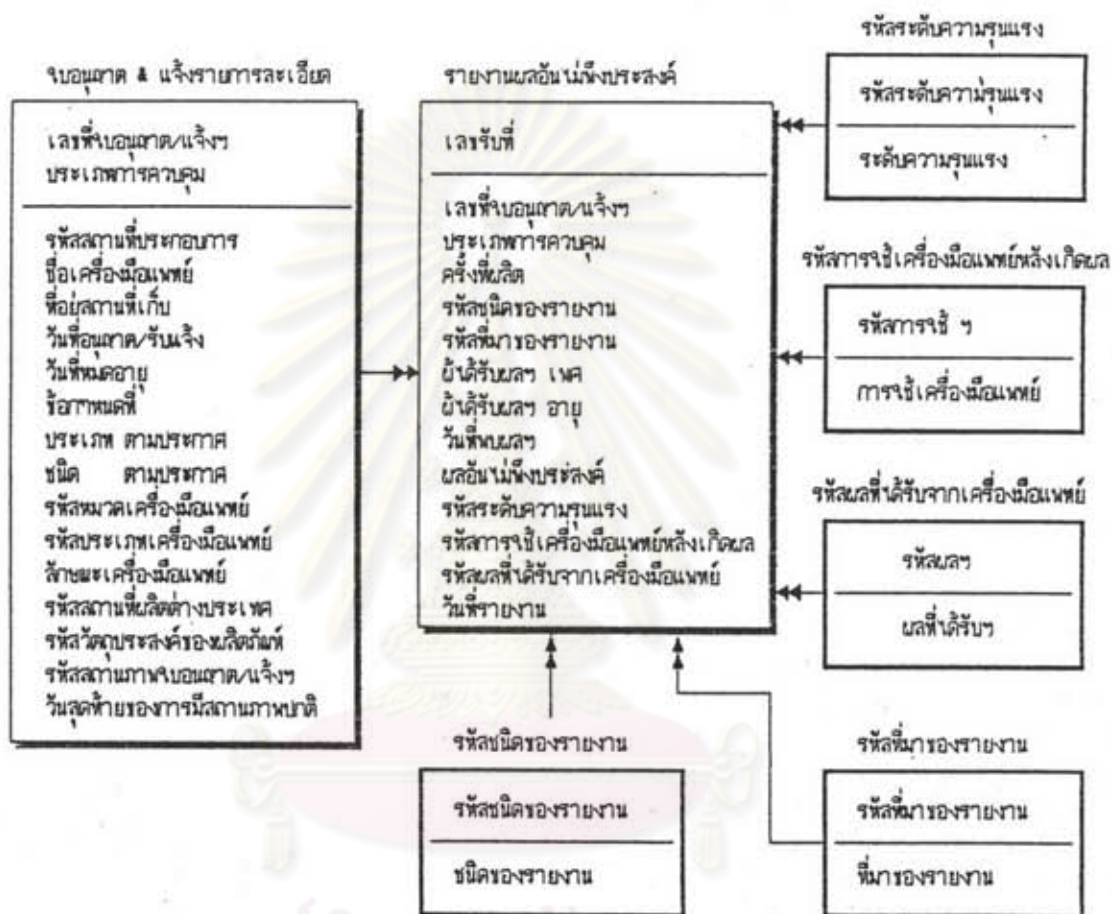 ใบอนุญาต & แจ้งรายการละเอียด
เลขที่ใบอนุญาต/แจ้งฯ
ประเภทการควบคุม
รหัสสถานที่ประกอบการ
ชื่อเครื่องมือแพทย์
ที่อยู่สถานที่เก็บ
วันที่อนุญาต/รับแจ้ง
วันที่หมดอายุ
ข้อกำหนดที่
ประเภท ตามประกาศ
ชนิด ตามประกาศ
รหัสหมวดเครื่องมือแพทย์
รหัสประเภทเครื่องมือแพทย์
ลักษณะเครื่องมือแพทย์
รหัสสถานที่ผลิตต่างประเทศ
รหัสวัตถุประสงค์ของผลิตภัณฑ์
รหัสสถานภาพใบอนุญาต/แจ้งฯ
วันสุดท้ายของการมีสถานภาพปกติ
รายงานผลอันไม่พึงประสงค์
เลขรับที่
เลขที่ใบอนุญาต/แจ้งฯ
ประเภทการควบคุม
ครั้งที่ผลิต
รหัสชนิดของรายงาน
รหัสที่มาของรายงาน
ผู้ได้รับผลฯ เพศ
ผู้ได้รับผลฯ อายุ
วันที่พบผลฯ
ผลอันไม่พึงประสงค์
รหัสระดับความรุนแรง
รหัสการใช้เครื่องมือแพทย์หลังเกิดผล
รหัสผลที่ได้รับจากเครื่องมือแพทย์
วันที่รายงาน
รหัสระดับความรุนแรง
รหัสระดับความรุนแรง
ระดับความรุนแรง
รหัสการใช้เครื่องมือแพทย์หลังเกิดผล
รหัสการใช้ ฯ
การใช้เครื่องมือแพทย์
รหัสผลที่ได้รับจากเครื่องมือแพทย์
รหัสผลฯ
ผลที่ได้รับฯ
รหัสชนิดของรายงาน
รหัสชนิดของรายงาน
ชนิดของรายงาน
รหัสที่มาของรายงาน
รหัสที่มาของรายงาน
ที่มาของรายงาน